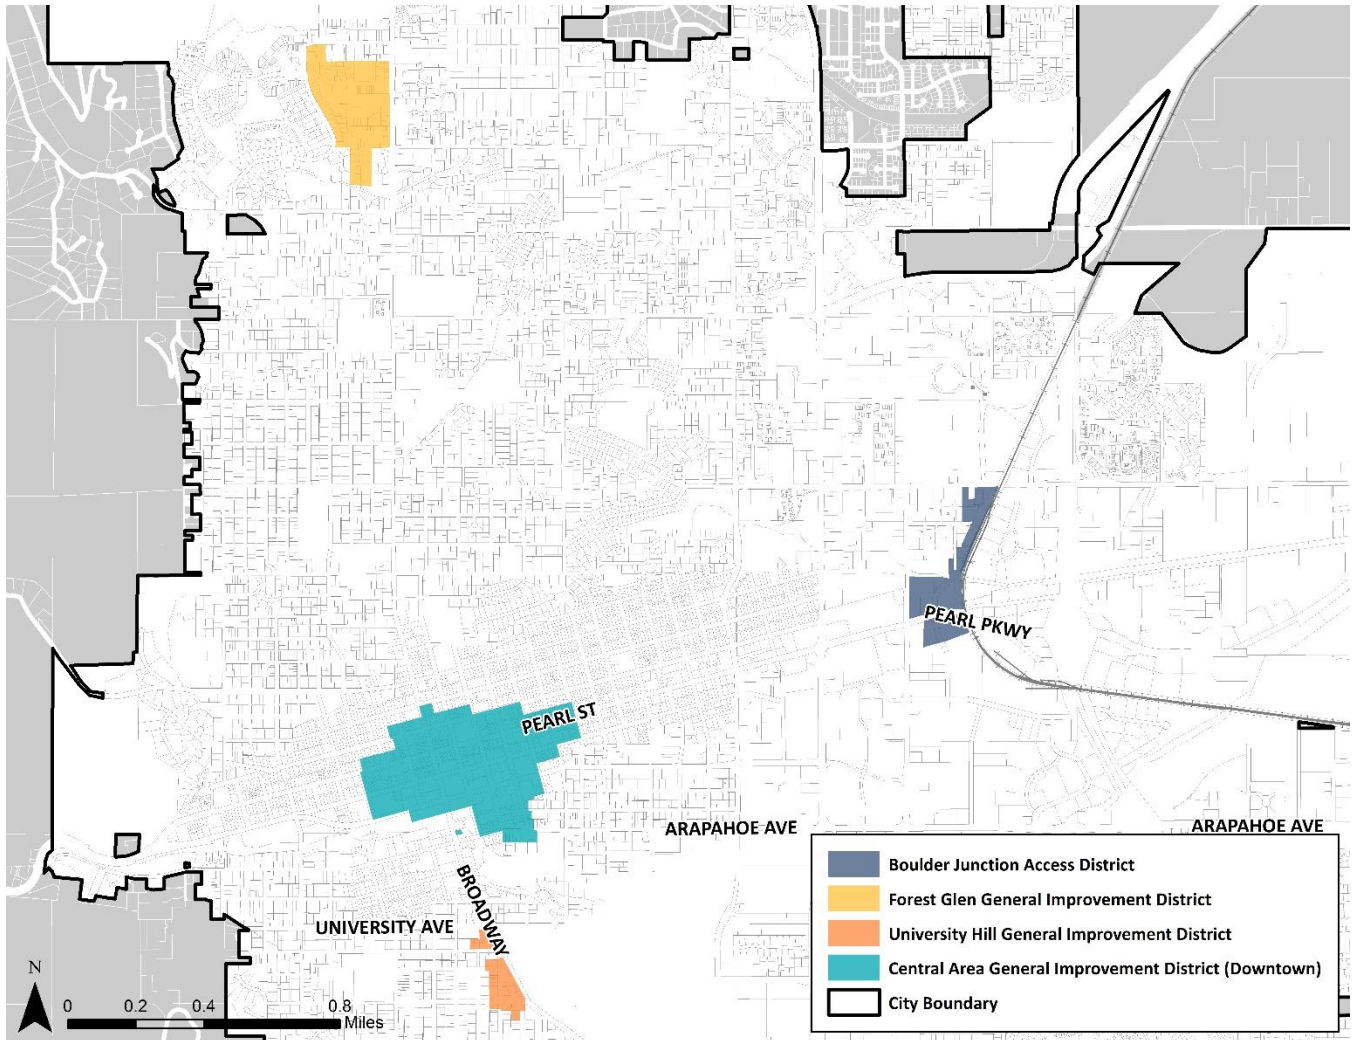 PEARL PKWY
PEARL ST
ARAPAHOE AVE
ARAPAHOE AVE
BROADWAY
UNIVERSITY AVE
Boulder Junction Access District
Forest Glen General Improvement District
University Hill General Improvement District
Central Area General Improvement District (Downtown)
City Boundary
N
0 0.2 0.4 0.8
Miles